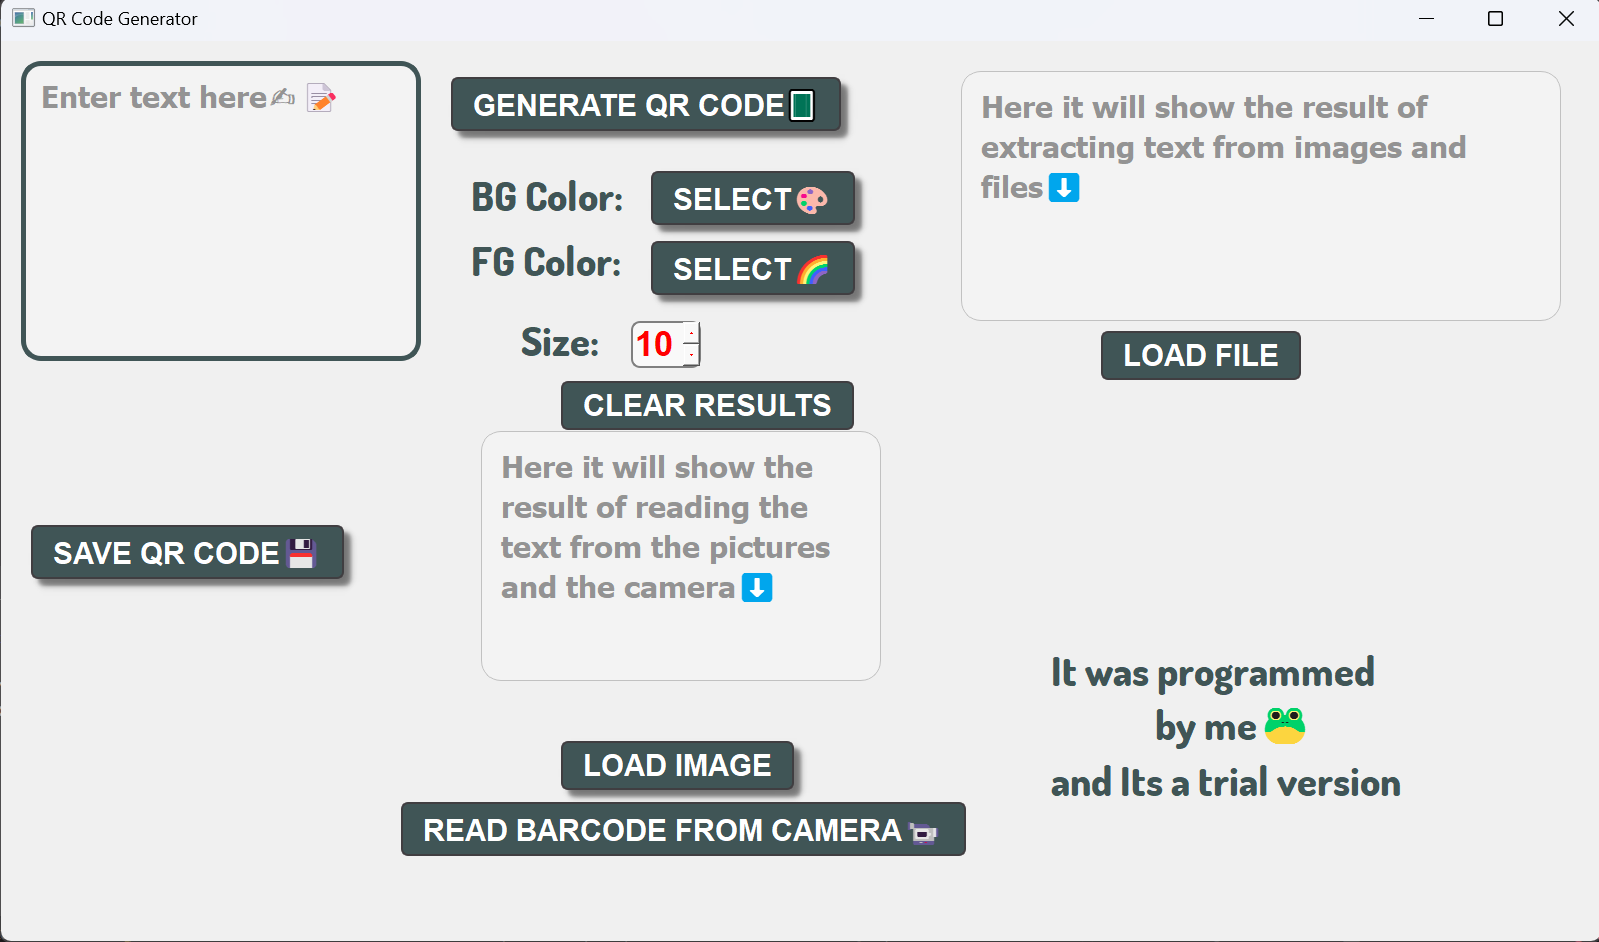 QR Code Generator
Enter text here✍ 📝
GENERATE QR CODE
BG Color:
SELECT🎨
FG Color:
SELECT🌈
Size:
10
CLEAR RESULTS
Here it will show the
result of reading the
text from the pictures
and the camera⬇️
SAVE QR CODE💾
LOAD IMAGE
READ BARCODE FROM CAMERA
Here it will show the result of
extracting text from images and
files⬇️
LOAD FILE
It was programmed
by me🐸
and Its a trial version